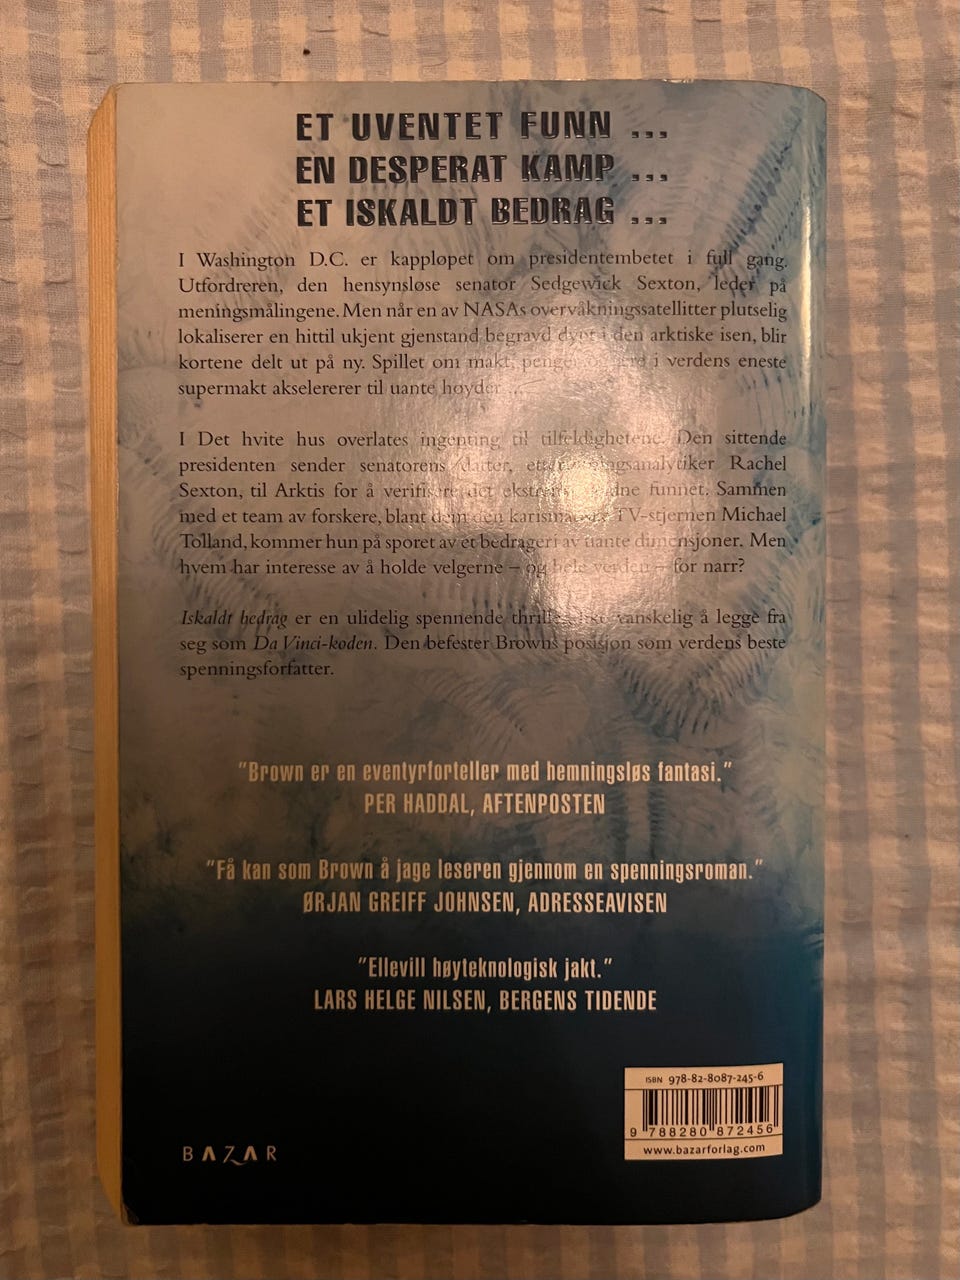 ET UVENTET FUNN ...
EN DESPERAT KAMP ...
ET ISKALDT BEDRAG ...
I Washington D.C. er kappløpet om presidentembetet i full gang.
Utfordreren, den hensynsløse senator Sedgewick Sexton, leder på
meningsmålingene. Men når en av NASAs overvåkningssatellitter plutselig
lokaliserer en hittil ukjent gjenstand begravd dypt i den arktiske isen, blir
kortene delt ut på ny. Spillet om makt, penger og ære i verdens eneste
supermakt akselererer til uante høyder ...
I Det hvite hus overlates ingenting til tilfeldighetene. Den sittende
presidenten sender senatorens datter, etterretningsanalytiker Rachel
Sexton, til Arktis for å verifisere det funnet. Sammen
med et team av forskere, blant dem den karismatiske TV-stjernen Michael
Tolland, kommer hun på sporet av et bedrageri av uante dimensjoner. Men
hvem har interesse av å holde velgerne – og hele verden – for narr?
Iskaldt bedrag er en ulidelig spennende thriller, like vanskelig å legge fra
seg som Da Vinci-koden. Den befester Browns posisjon som verdens beste
spenningsforfatter.
"Brown er en eventyrforteller med hemningsløs fantasi."
PER HADDAL, AFTENPOSTEN
"Få kan som Brown å jage leseren gjennom en spenningsroman."
ØRJAN GREIFF JOHNSEN, ADRESSEAVISEN
"Ellevill høyteknologisk jakt."
LARS HELGE NILSEN, BERGENS TIDENDE
ISBN 978-82-8087-245-6
9 788280 872456
www.bazarforlag.com
BAZAR